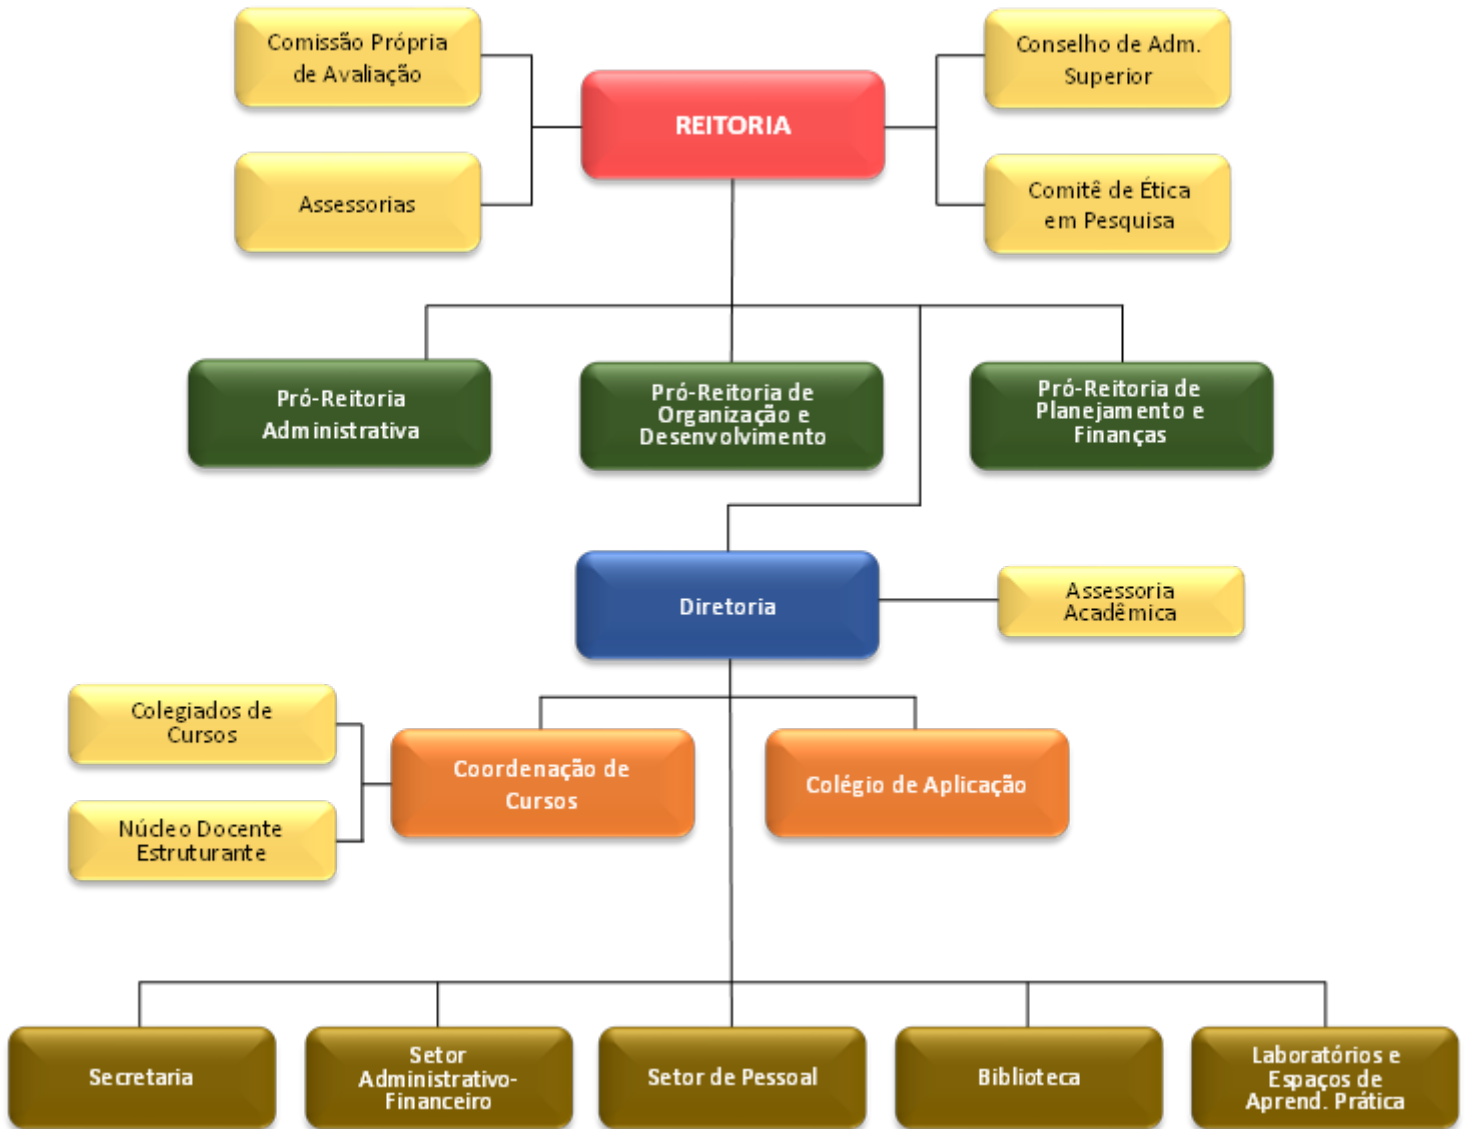 Comissão Própria
de Avaliação
Conselho de Adm.
Superior
REITORIA
Assessorias
Comitê de Ética
em Pesquisa
Pró-Reitoria
Administrativa
Pró-Reitoria de
Organização e
Desenvolvimento
Pró-Reitoria de
Planejamento e
Finanças
Diretoria
Assessoria
Acadêmica
Colegiados de
Cursos
Núcleo Docente
Estruturante
Coordenação de
Cursos
Colégio de Aplicação
Secretaria
Setor
Administrativo-
Financeiro
Setor de Pessoal
Biblioteca
Laboratórios e
Espaços de
Aprend. Prática